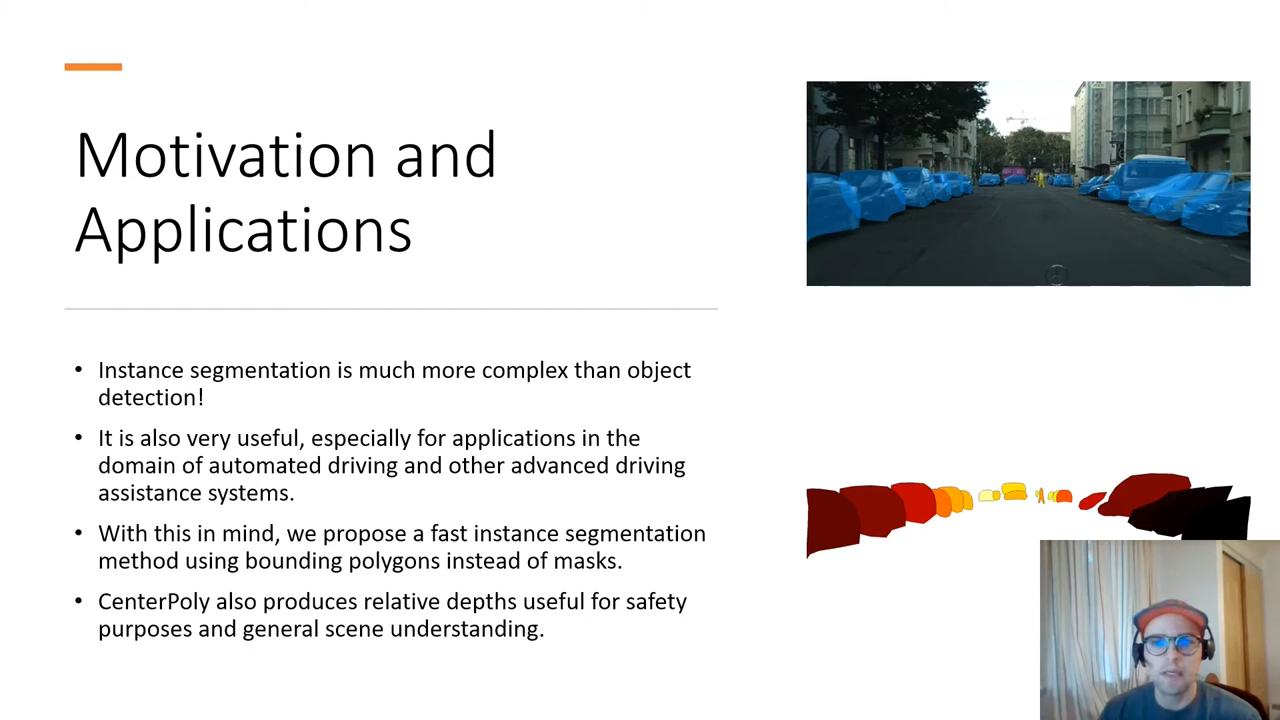 Motivation and
Applications
• Instance segmentation is much more complex than object
detection!
• It is also very useful, especially for applications in the
domain of automated driving and other advanced driving
assistance systems.
• With this in mind, we propose a fast instance segmentation
method using bounding polygons instead of masks.
• CenterPoly also produces relative depths useful for safety
purposes and general scene understanding.